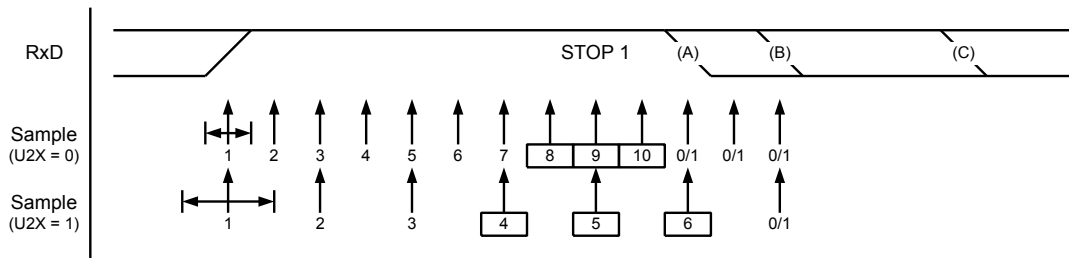 RxD STOP 1 (A) (B) (C)
Sample
(U2X = 0)
1 2 3 4 5 6 7 8 9 10 0/1 0/1 0/1
Sample
(U2X = 1)
1 2 3 4 5 6 0/1